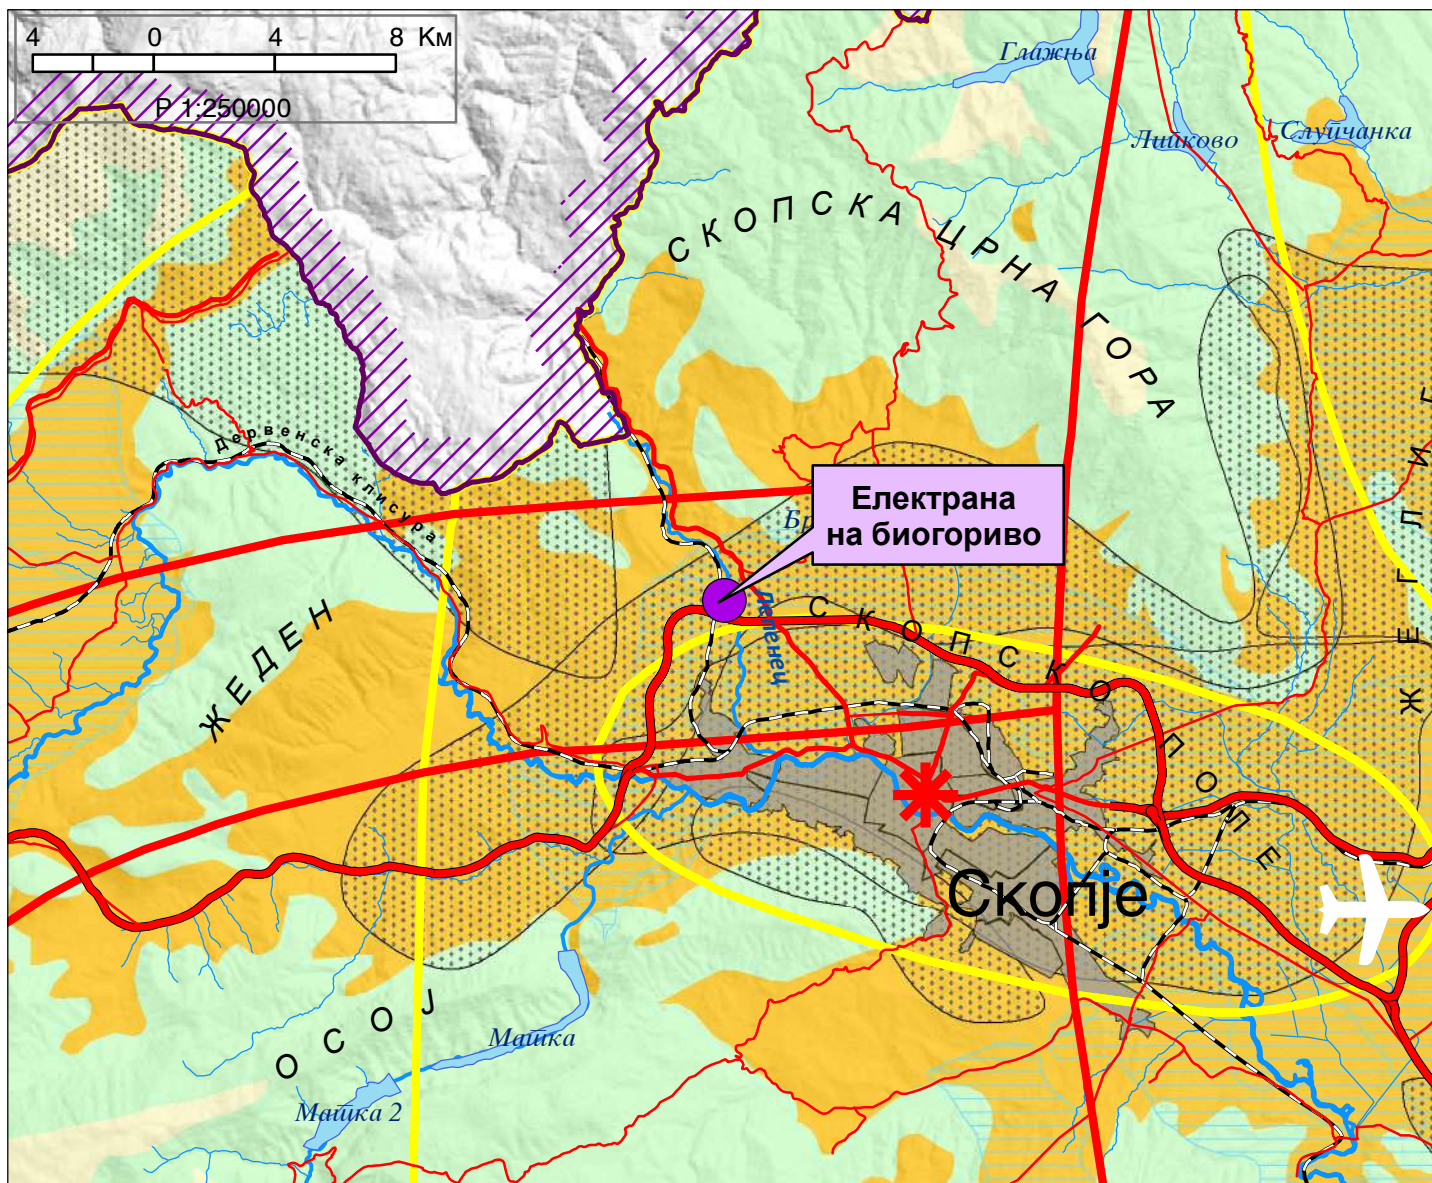 4 0 4 8 Км
Р 1:250000
Глажња
Липково
Слупчанка
СКОПСКА ЦРНА ГОРА
Дервенска клисура
Електрана
на биогориво
Лепенец
ЖЕДЕН
СКОПСКО ПОЛЕ
Скопје
ОСОЈ
Матка
Матка 2